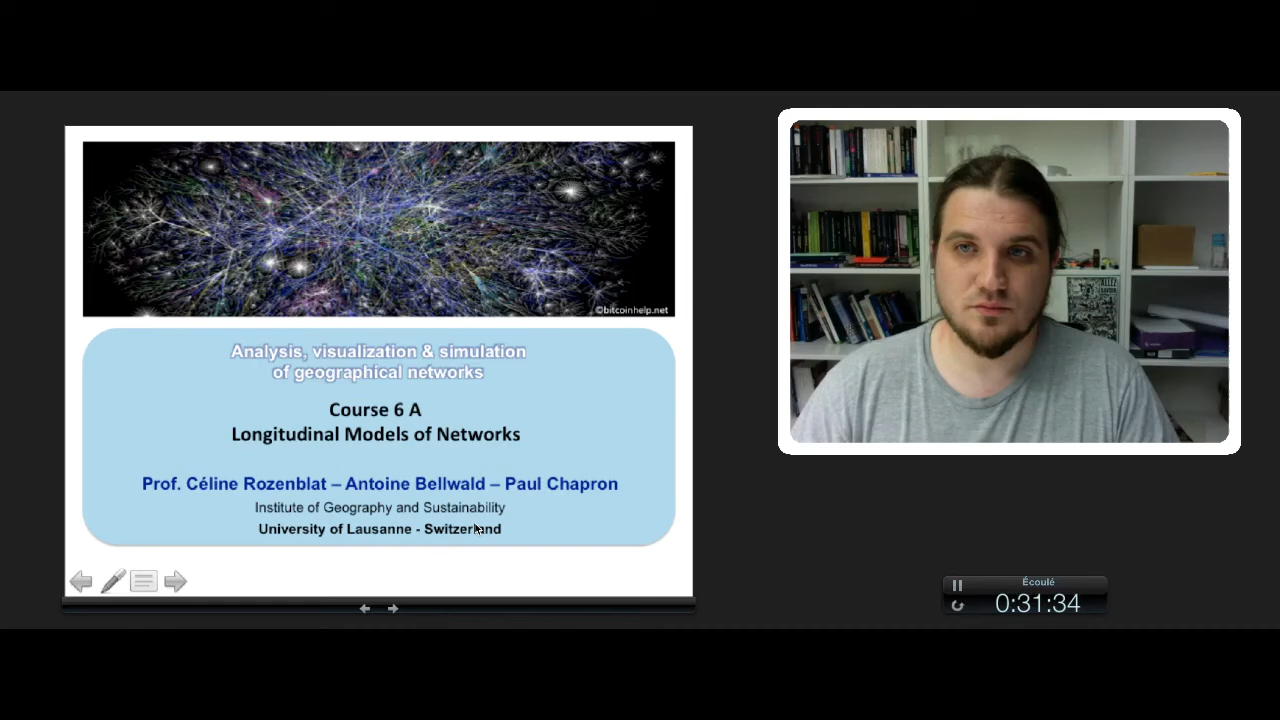 ©bitcoinhelp.net
Analysis, visualization & simulation
of geographical networks
Course 6 A
Longitudinal Models of Networks
Prof. Céline Rozenblat – Antoine Bellwald – Paul Chapron
Institute of Geography and Sustainability
University of Lausanne - Switzerland
Écoulé
0:31:34